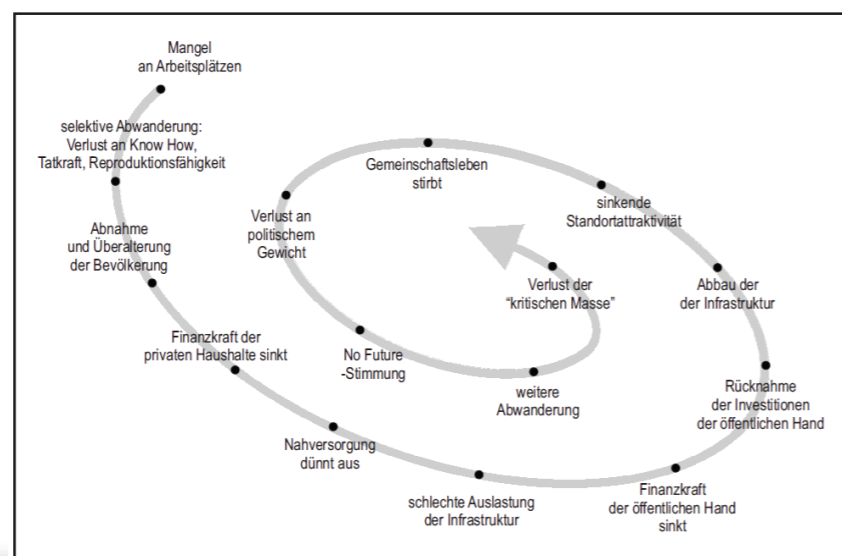 Mangel
an Arbeitsplätzen
selektive Abwanderung:
Verlust an Know How,
Tatkraft, Reproduktionsfähigkeit
Abnahme
und Überalterung
der Bevölkerung
Finanzkraft der
privaten Haushalte sinkt
Nahversorgung
dünnt aus
schlechte Auslastung
der Infrastruktur
Finanzkraft
der öffentlichen Hand
sinkt
Rücknahme
der Investitionen
der öffentlichen Hand
Abbau der
der Infrastruktur
sinkende
Standortattraktivität
Gemeinschaftsleben
stirbt
Verlust an
politischem
Gewicht
No Future
-Stimmung
weitere
Abwanderung
Verlust der
"kritischen Masse"